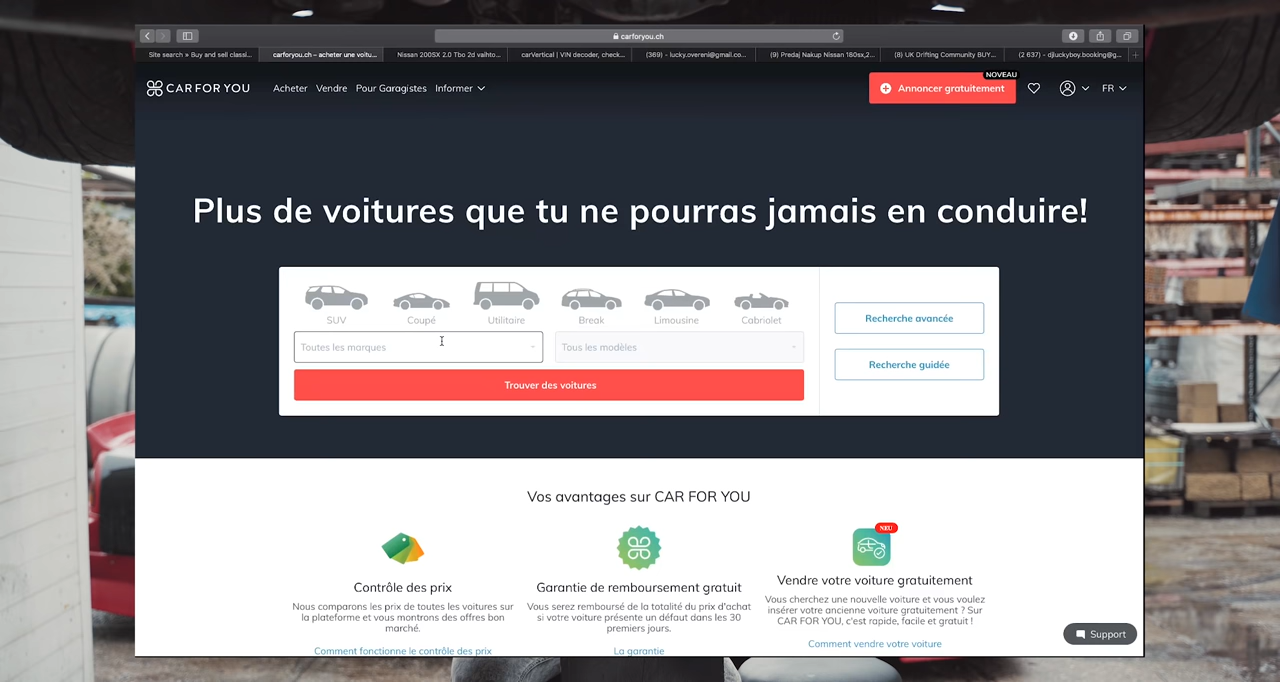 carforyou.ch
Site search » Buy and sell classi...
carforyou.ch – acheter une voitu...
Nissan 200SX 2.0 Tbo 2d vaihto...
carVertical | VIN decoder, check...
(369) – lucky.overeni@gmail.co...
(9) Predaj Nakup Nissan 180sx,2...
(8) UK Drifting Community BUY...
(2 637) – djluckyboy.booking@g...
CAR FOR YOU
Acheter
Vendre
Pour Garagistes
Informer
NOVEAU
Annoncer gratuitement
FR
Plus de voitures que tu ne pourras jamais en conduire!
SUV
Coupé
Utilitaire
Break
Limousine
Cabriolet
Toutes les marques
Tous les modèles
Trouver des voitures
Recherche avancée
Recherche guidée
Vos avantages sur CAR FOR YOU
Contrôle des prix
Nous comparons les prix de toutes les voitures sur
la plateforme et vous montrons des offres bon
marché.
Comment fonctionne le contrôle des prix
Garantie de remboursement gratuit
Vous serez remboursé de la totalité du prix d'achat
si votre voiture présente un défaut dans les 30
premiers jours.
La garantie
NEU
Vendre votre voiture gratuitement
Vous cherchez une nouvelle voiture et vous voulez
insérer votre ancienne voiture gratuitement ? Sur
CAR FOR YOU, c'est rapide, facile et gratuit !
Comment vendre votre voiture
Support